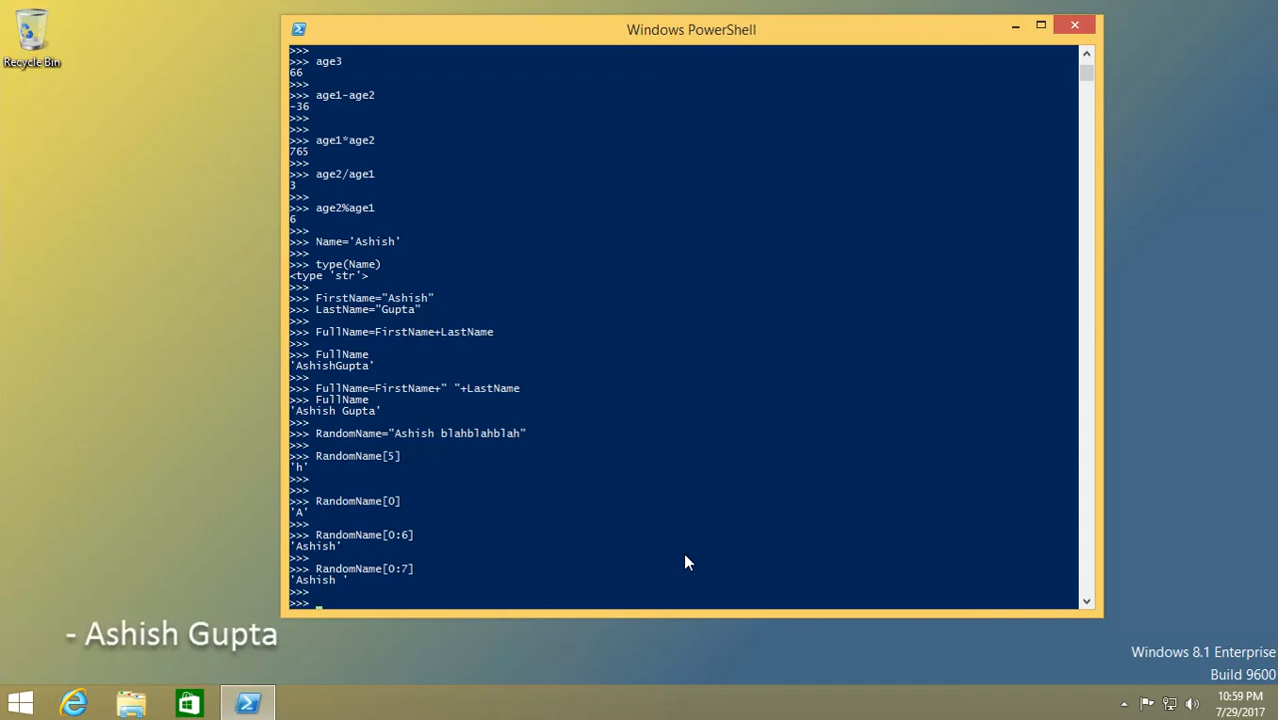 Recycle Bin
Windows PowerShell
>>>
>>> age3
66
>>>
>>> age1-age2
-36
>>>
>>>
>>> age1*age2
765
>>>
>>> age2/age1
3
>>>
>>> age2%age1
6
>>>
>>> Name='Ashish'
>>>
>>> type(Name)
<type 'str'>
>>>
>>> FirstName="Ashish"
>>> LastName="Gupta"
>>>
>>> FullName=FirstName+LastName
>>>
>>> FullName
'AshishGupta'
>>>
>>> FullName=FirstName+" "+LastName
>>> FullName
'Ashish Gupta'
>>>
>>> RandomName="Ashish blahblahblah"
>>>
>>> RandomName[5]
'h'
>>>
>>>
>>> RandomName[0]
'A'
>>>
>>> RandomName[0:6]
'Ashish'
>>>
>>> RandomName[0:7]
'Ashish '
>>>
>>>
- Ashish Gupta
Windows 8.1 Enterprise
Build 9600
10:59 PM
7/29/2017